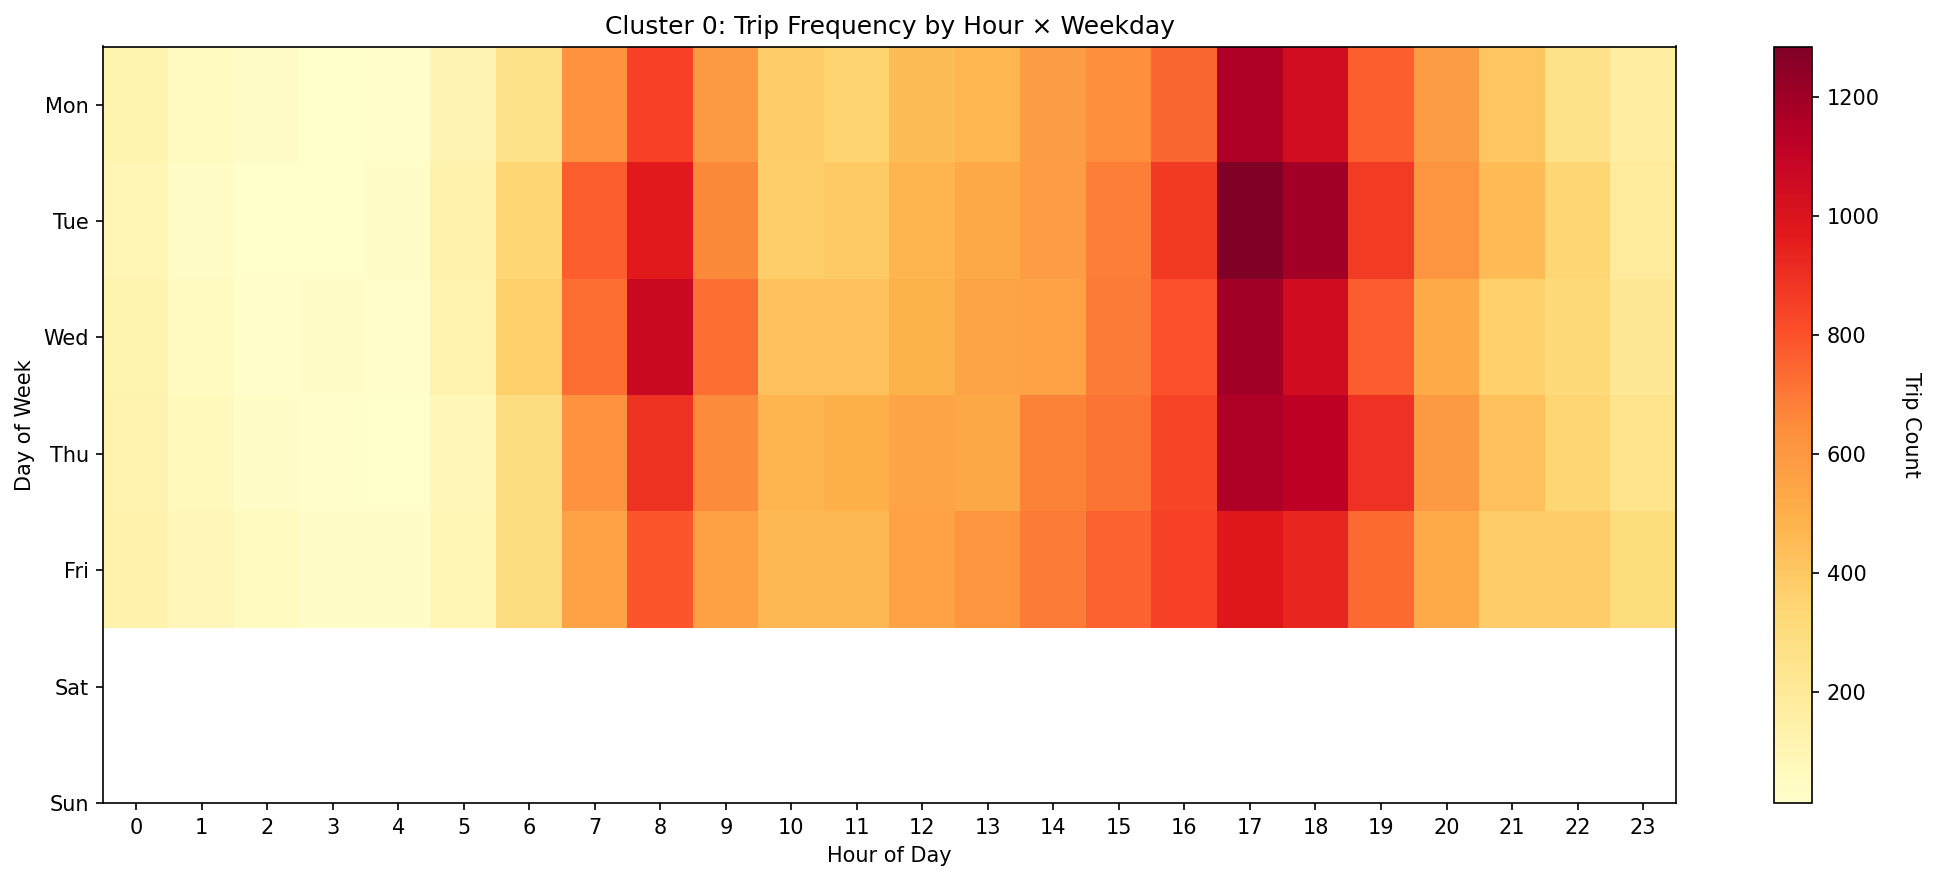 Cluster 0: Trip Frequency by Hour × Weekday
Day of Week
Mon
Tue
Wed
Thu
Fri
Sat
Sun
0 1 2 3 4 5 6 7 8 9 10 11 12 13 14 15 16 17 18 19 20 21 22 23
Hour of Day
1200
1000
800
600
400
200
Trip Count